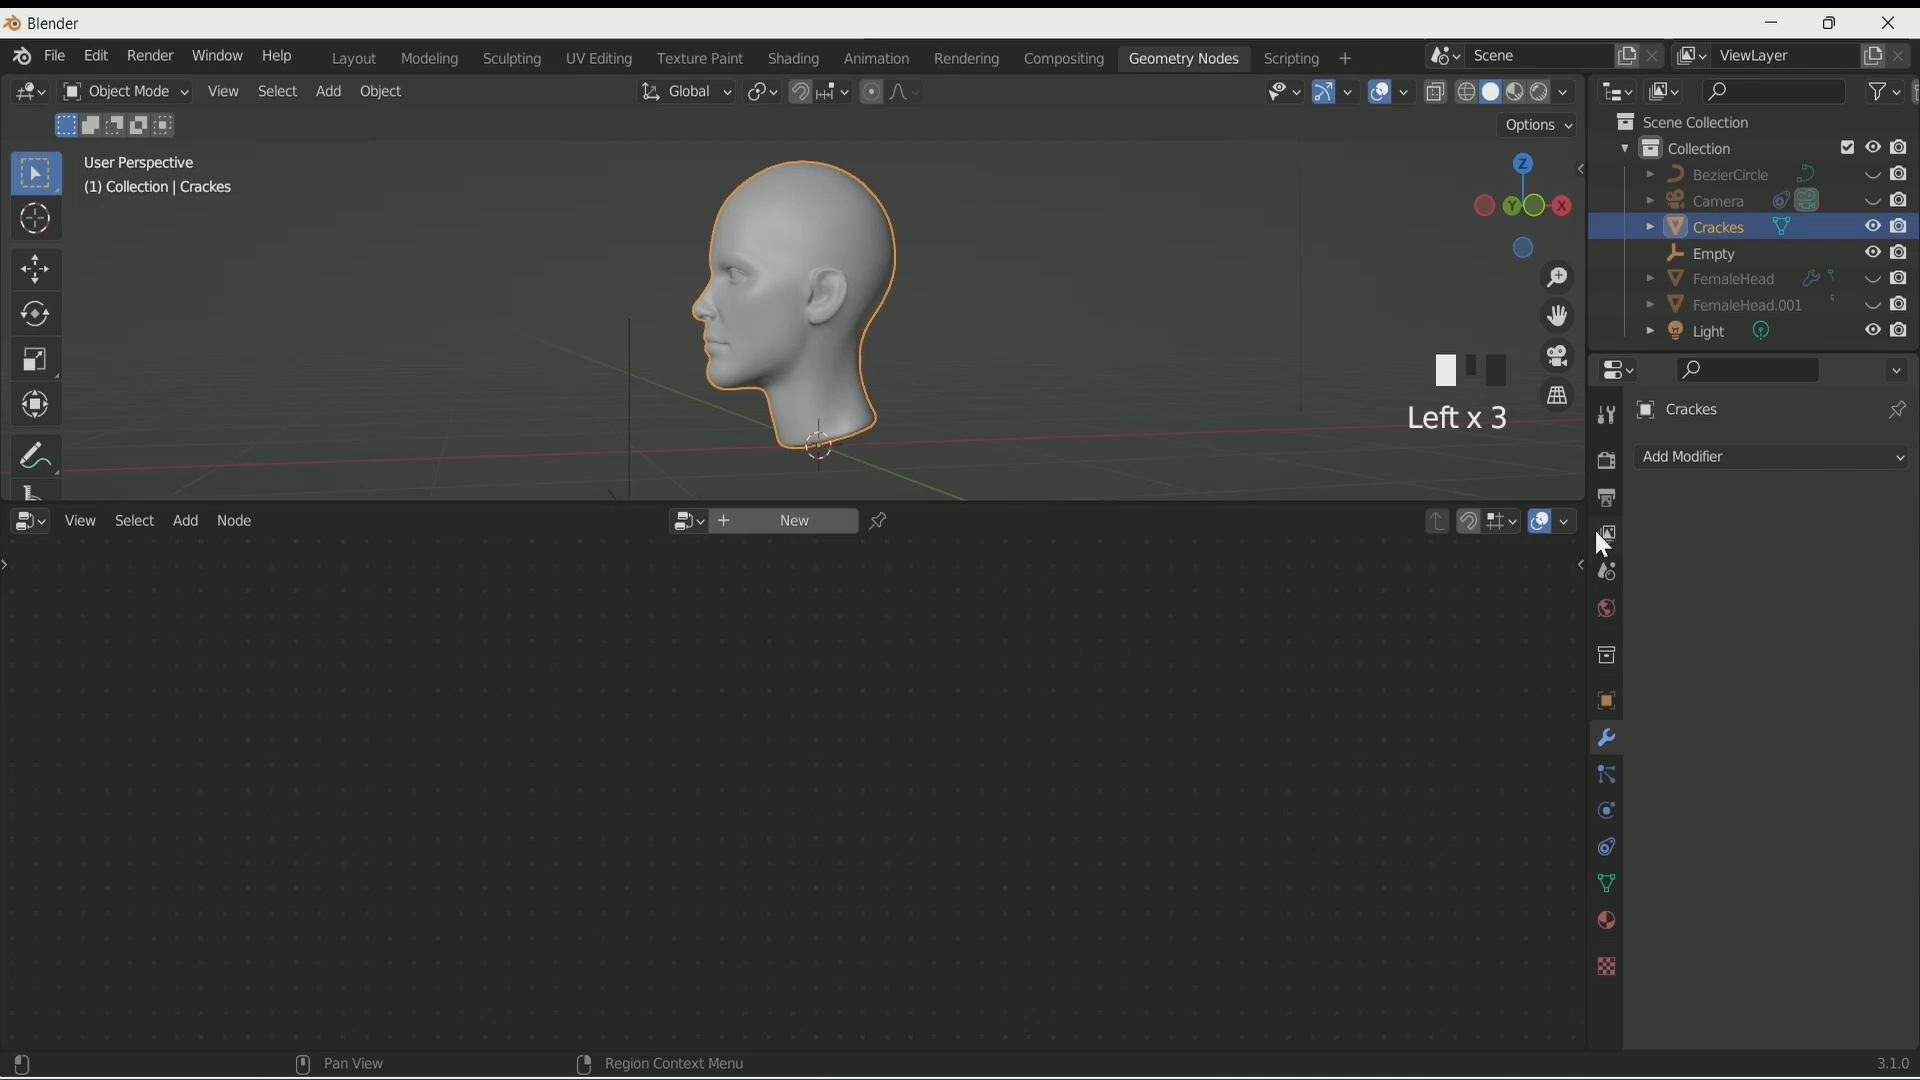 Blender
File Edit Render Window Help Layout Modeling Sculpting UV Editing Texture Paint Shading Animation Rendering Compositing Geometry Nodes Scripting + Scene ViewLayer
Object Mode View Select Add Object Global
Options
User Perspective
(1) Collection | Crackes
Z
Y
X
Left x 3
Scene Collection
Collection
BezierCircle
Camera
Crackes
Empty
FemaleHead
FemaleHead.001
Light
Crackes
Add Modifier
View Select Add Node + New
Pan View Region Context Menu 3.1.0